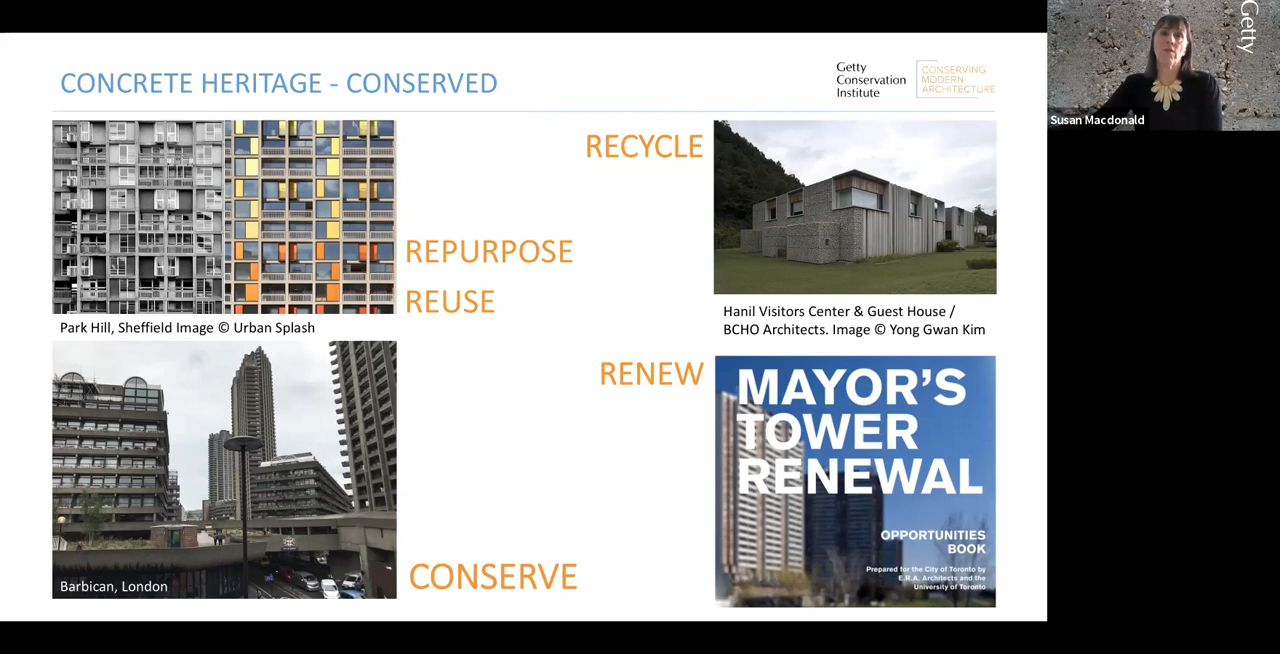 CONCRETE HERITAGE - CONSERVED
Getty
Conservation
Institute
CONSERVING
MODERN
ARCHITECTURE
REPURPOSE
REUSE
Park Hill, Sheffield Image © Urban Splash
Barbican, London
CONSERVE
RECYCLE
Hanil Visitors Center & Guest House /
BCHO Architects. Image © Yong Gwan Kim
RENEW
MAYOR'S
TOWER
RENEWAL
OPPORTUNITIES
BOOK
Prepared for the City of Toronto by
E.R.A. Architects and the
University of Toronto
Getty
Susan Macdonald